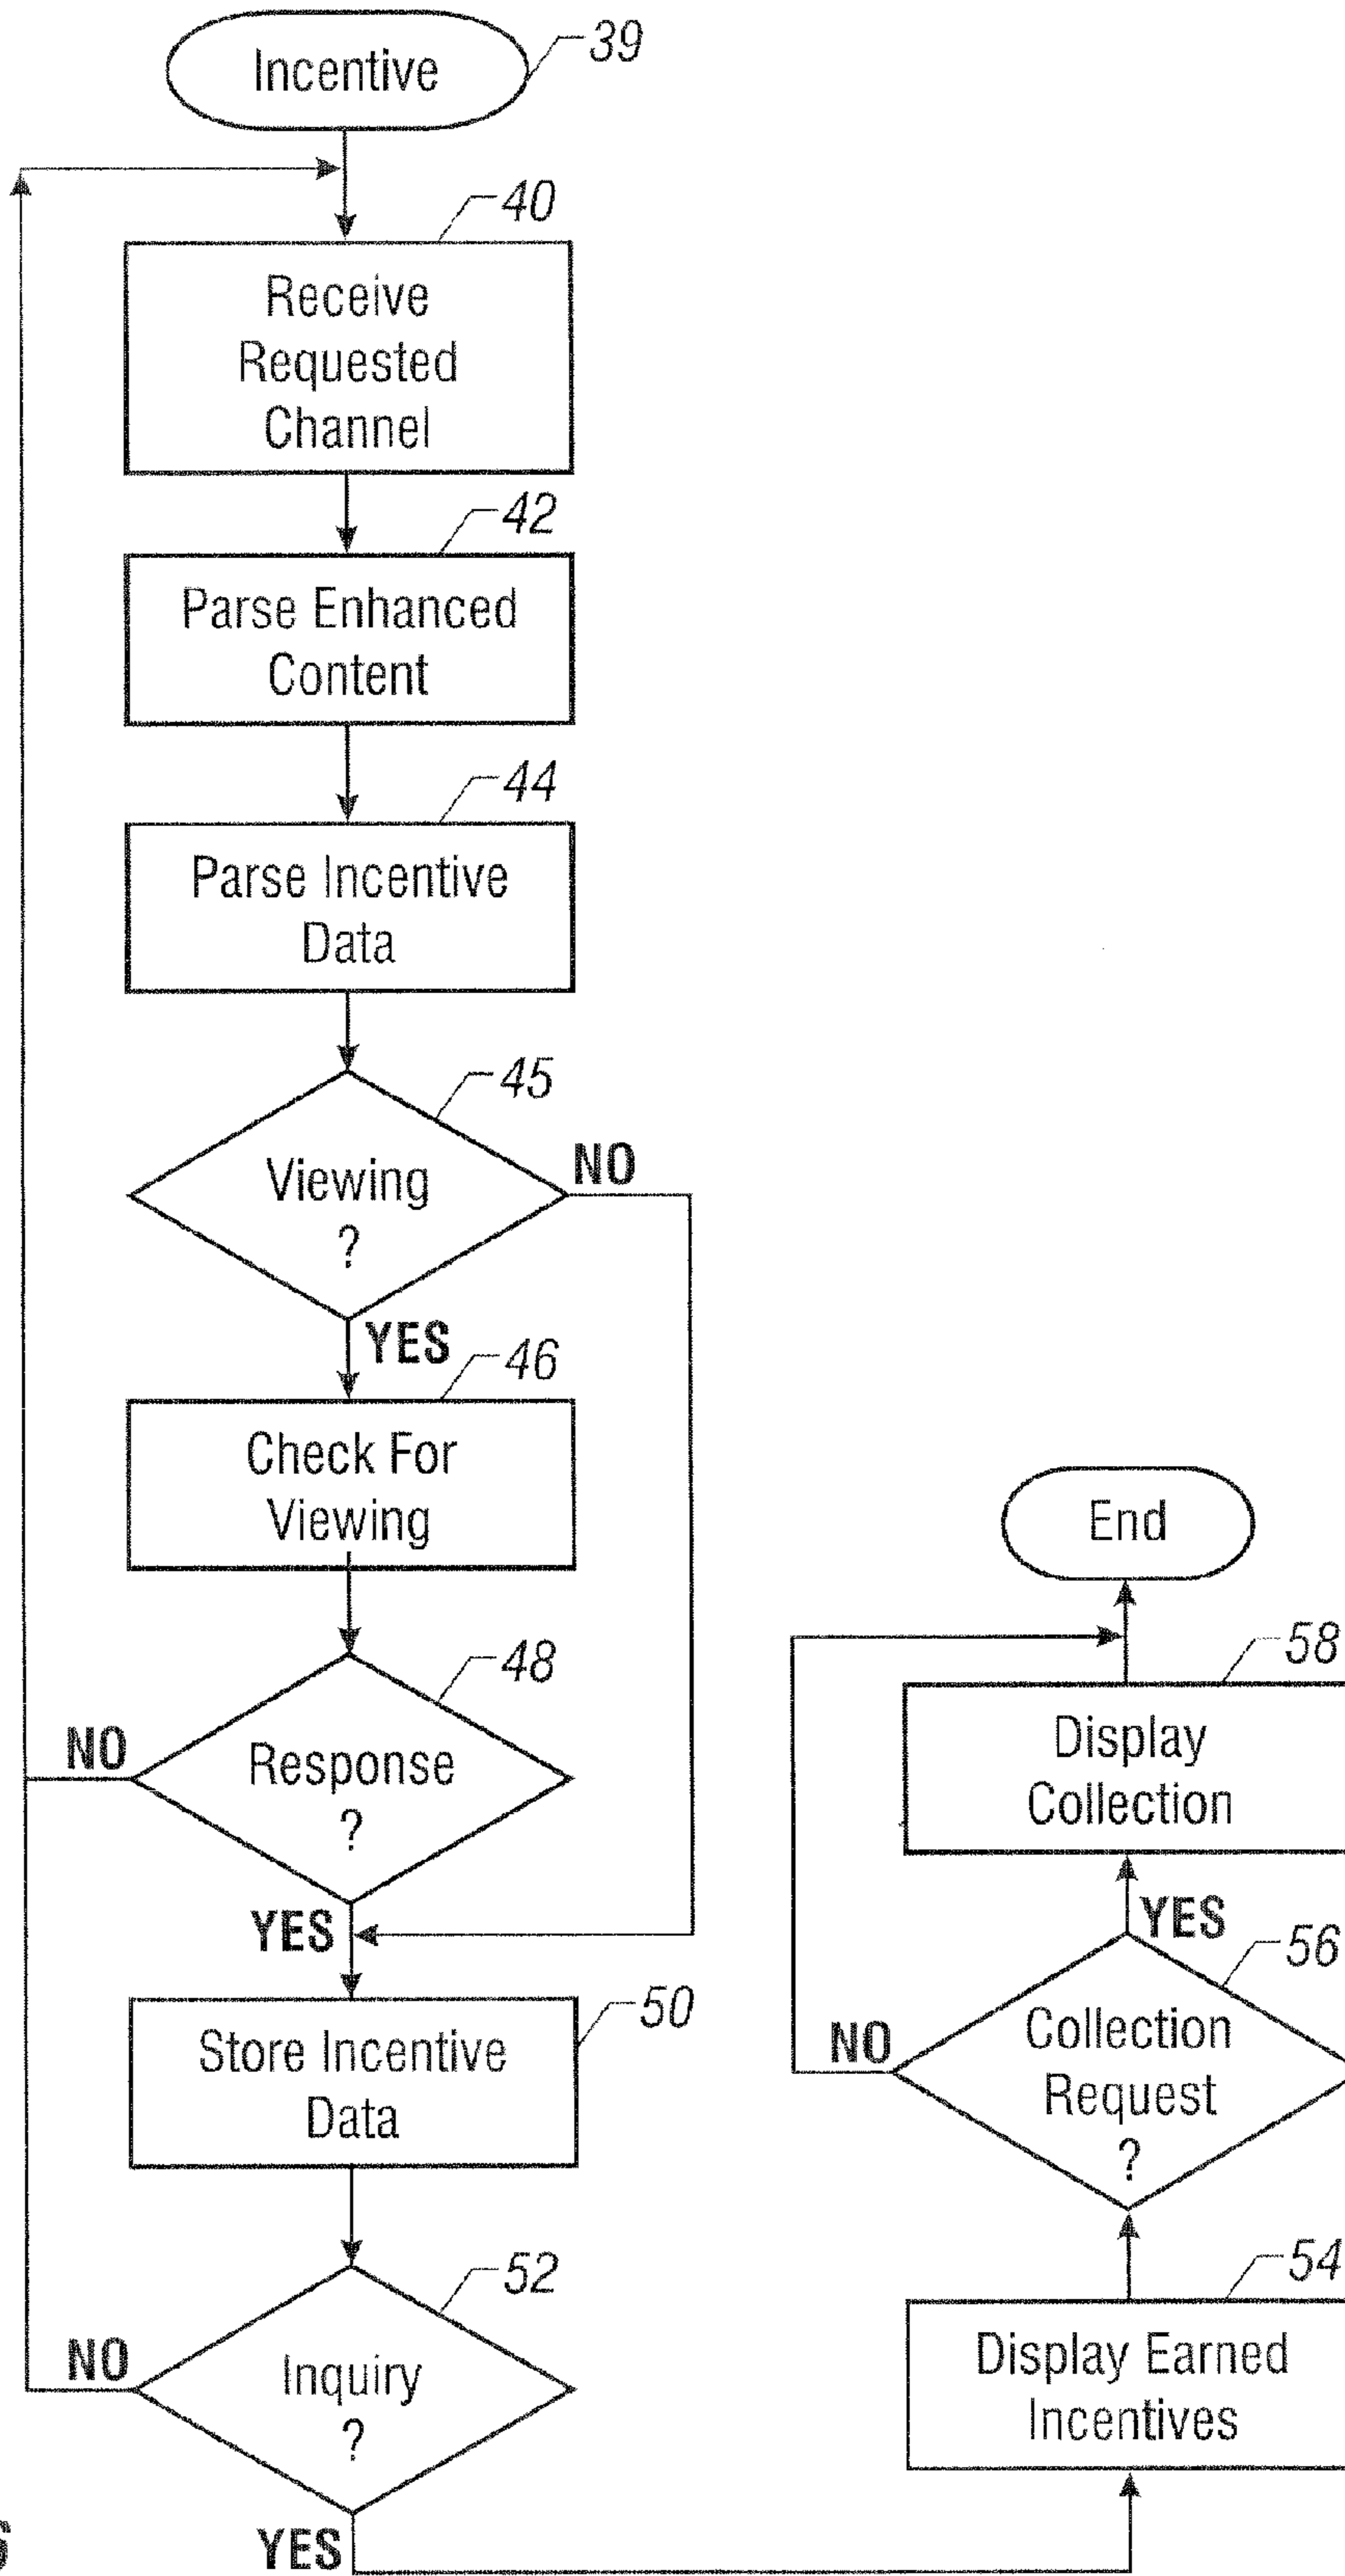 Incentive
39
40
Receive
Requested
Channel
42
Parse Enhanced
Content
44
Parse Incentive
Data
45
Viewing
?
NO
YES
46
Check For
Viewing
48
Response
?
NO
YES
50
Store Incentive
Data
52
Inquiry
?
NO
YES
End
58
Display
Collection
YES
56
Collection
Request
?
NO
54
Display Earned
Incentives